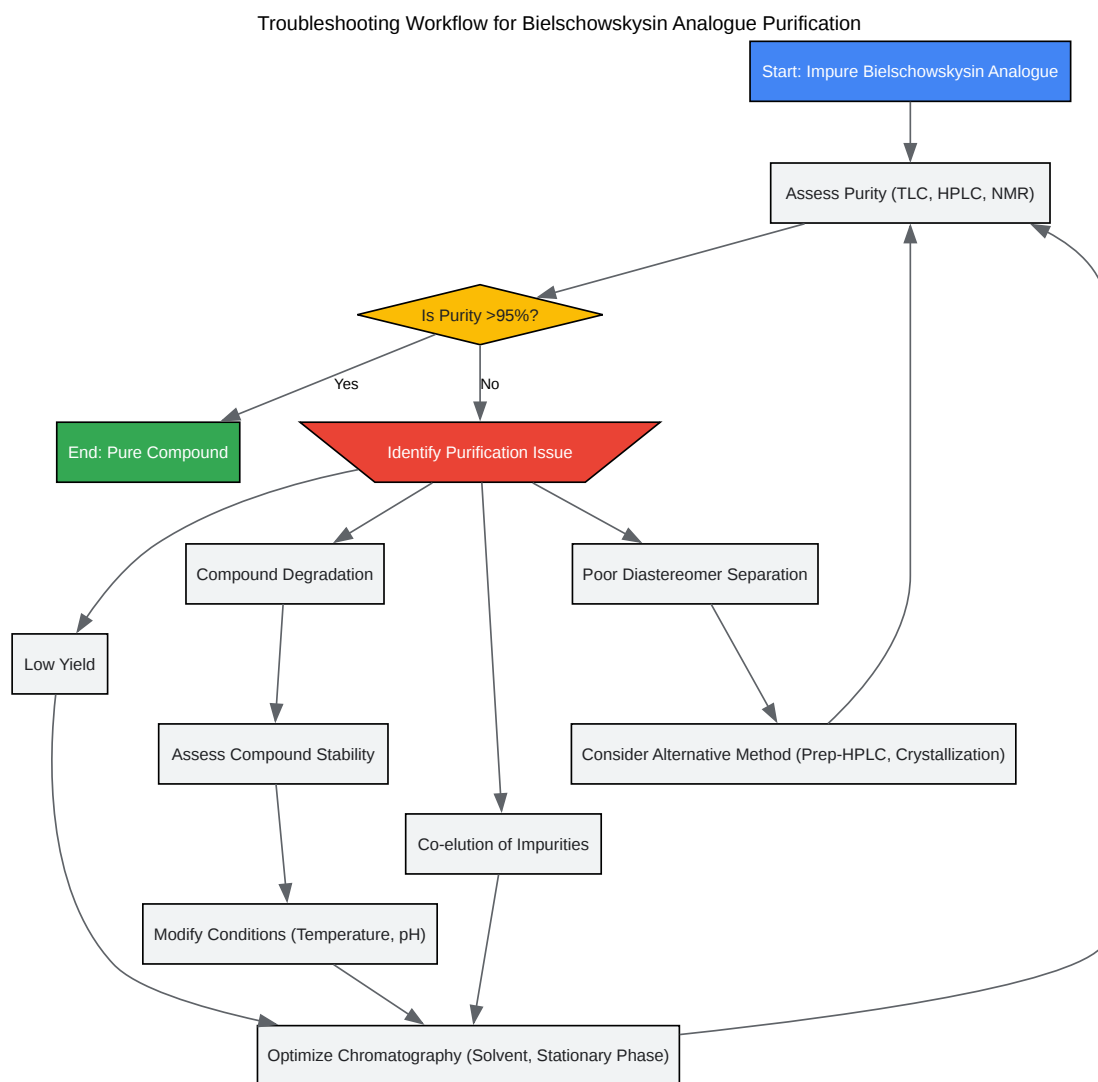 Troubleshooting Workflow for Bielschowskysin Analogue Purification
Start: Impure Bielschowskysin Analogue
Assess Purity (TLC, HPLC, NMR)
Is Purity >95%?
Yes
No
End: Pure Compound
Identify Purification Issue
Compound Degradation
Poor Diastereomer Separation
Low Yield
Assess Compound Stability
Consider Alternative Method (Prep-HPLC, Crystallization)
Co-elution of Impurities
Modify Conditions (Temperature, pH)
Optimize Chromatography (Solvent, Stationary Phase)